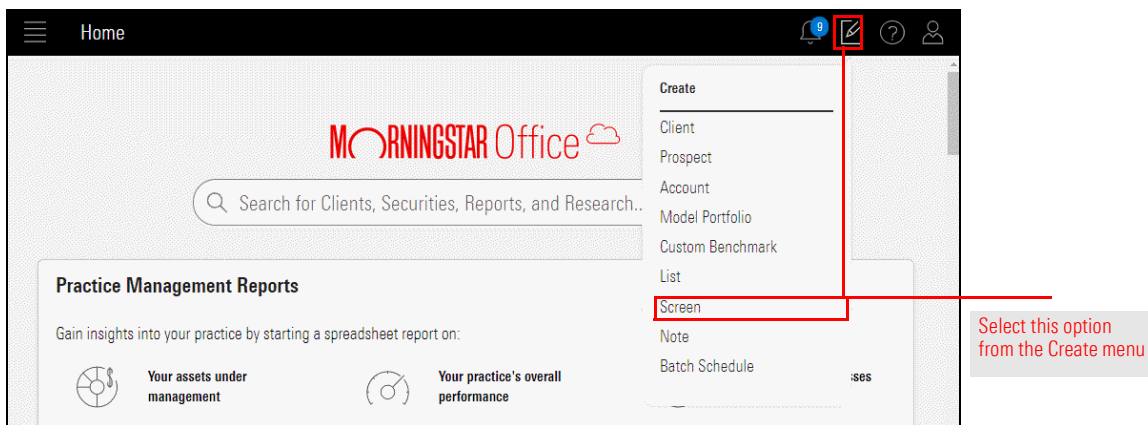 Home
9
Create
Client
Prospect
Account
Model Portfolio
Custom Benchmark
List
Screen
Note
Batch Schedule
MORNINGSTAR Office
Search for Clients, Securities, Reports, and Research..
Practice Management Reports
Gain insights into your practice by starting a spreadsheet report on:
Your assets under
management
Your practice's overall
performance
Select this option
from the Create menu